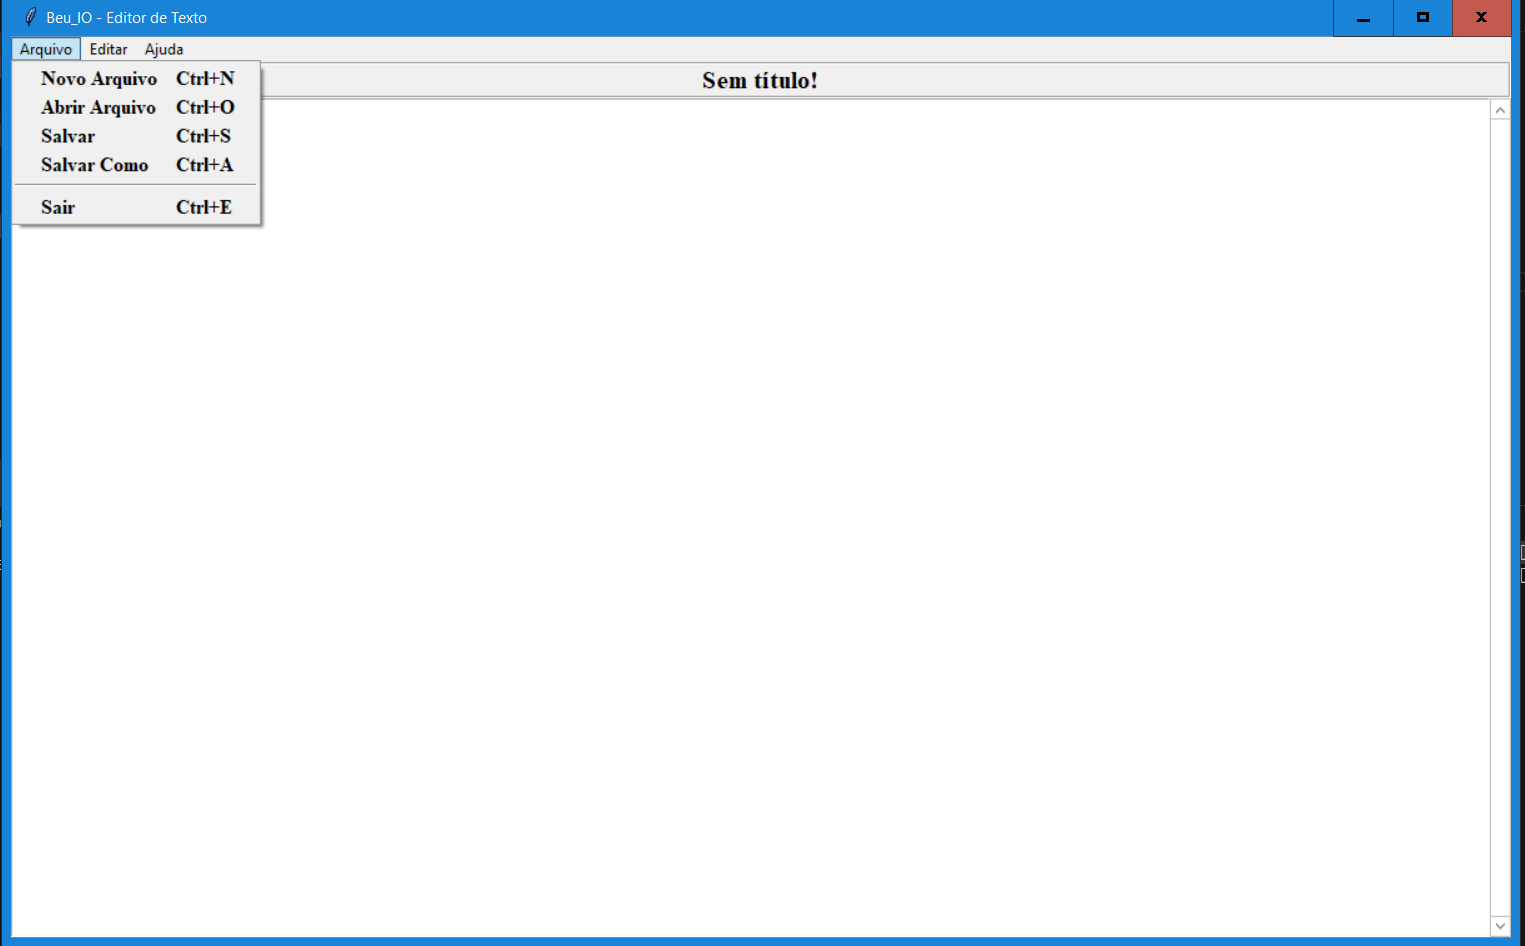 Beu_IO - Editor de Texto
Arquivo Editar Ajuda
Sem título!
Novo Arquivo Ctrl+N
Abrir Arquivo Ctrl+O
Salvar Ctrl+S
Salvar Como Ctrl+A
Sair Ctrl+E